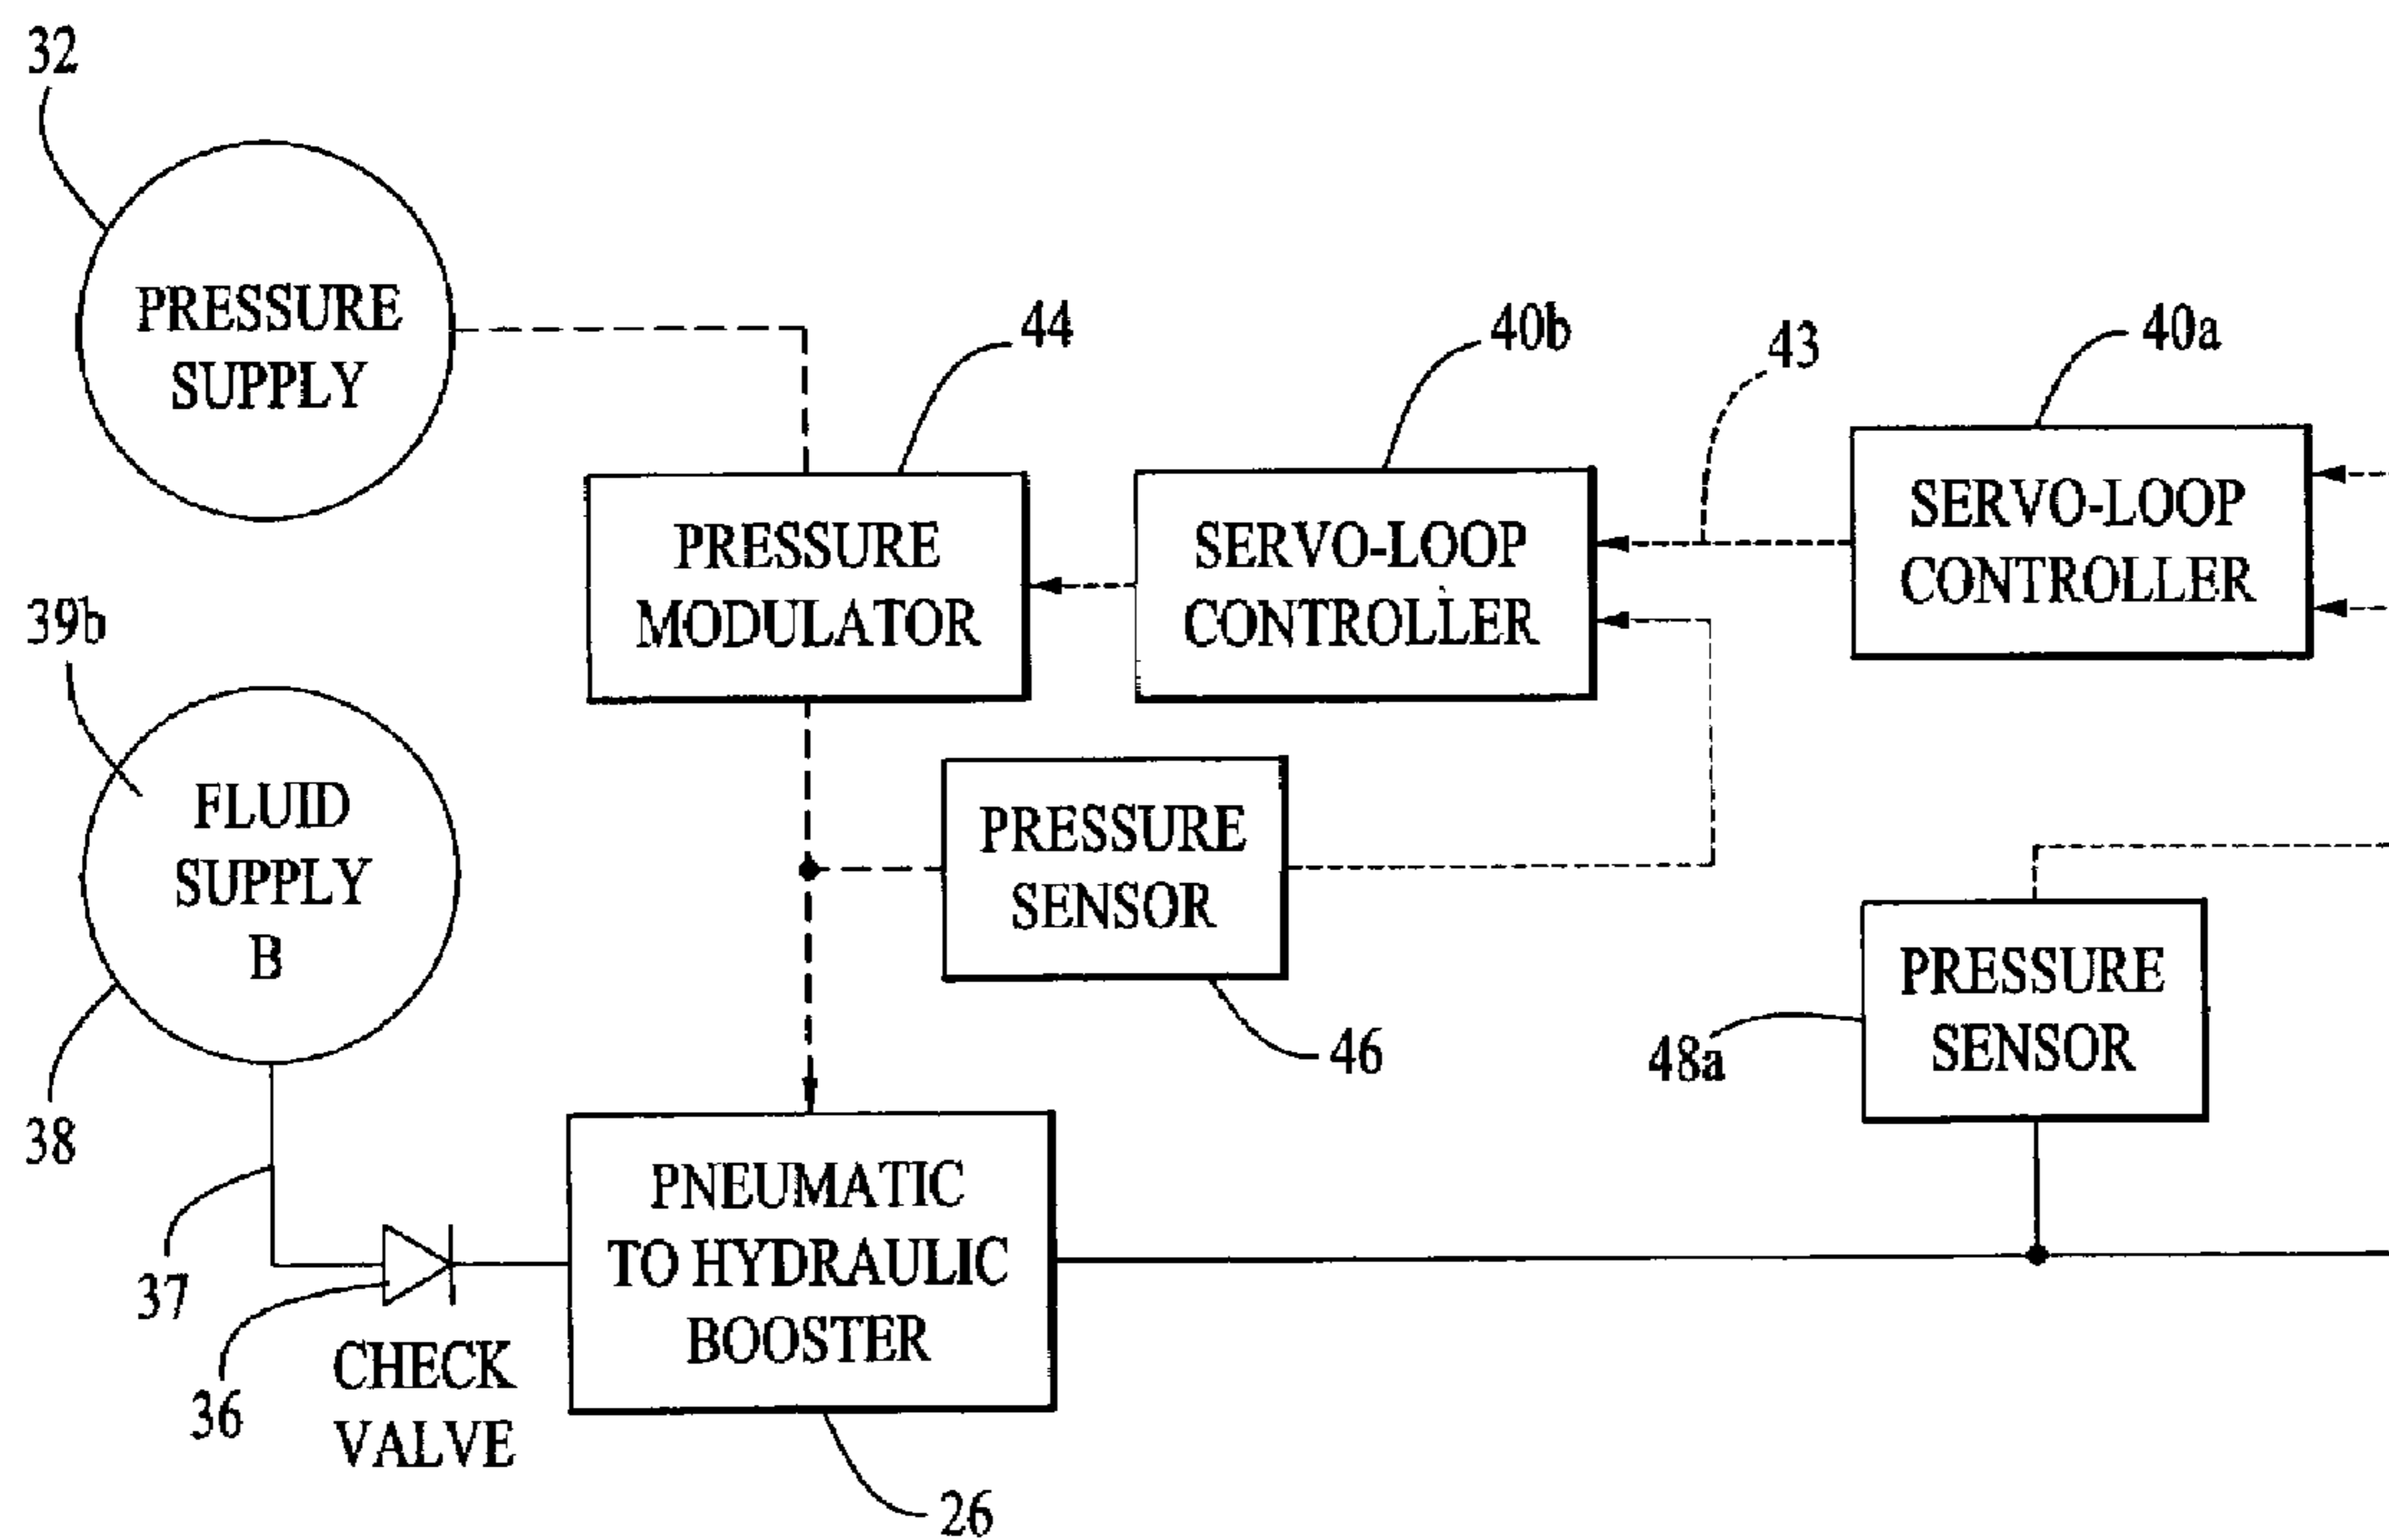 32
PRESSURE
SUPPLY
44
40b
43
40a
PRESSURE
MODULATOR
SERVO-LOOP
CONTROLLER
SERVO-LOOP
CONTROLLER
39b
FLUID
SUPPLY
B
38
PRESSURE
SENSOR
46
PRESSURE
SENSOR
48a
37
36
CHECK
VALVE
PNEUMATIC
TO HYDRAULIC
BOOSTER
26